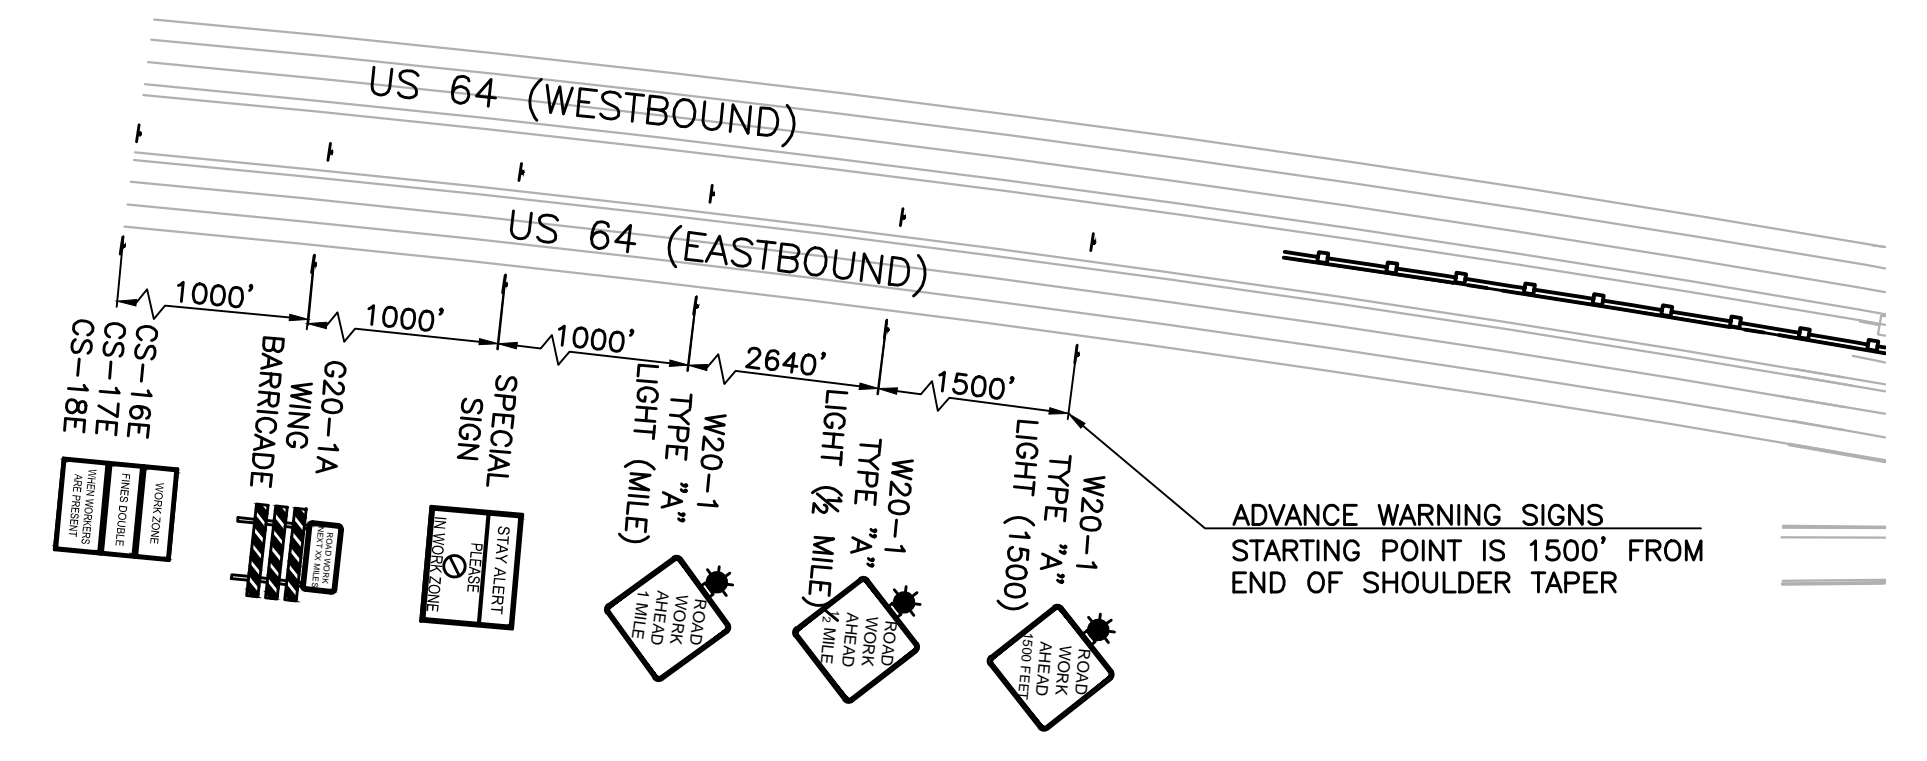 US 64 (WESTBOUND)
US 64 (EASTBOUND)
1000'
1000'
1000'
2640'
1500'
CS-16E
CS-17E
CS-18E
G20-1A
WING
BARRICADE
SPECIAL
SIGN
W20-1
TYPE "A"
LIGHT (MILE)
W20-1
TYPE "A"
LIGHT (½ MILE)
W20-1
TYPE "A"
LIGHT (1500)
WORK ZONE
FINES DOUBLE
WHEN WORKERS
ARE PRESENT
ROAD WORK
NEXT XX MILES
STAY ALERT
PLEASE
IN WORK ZONE
ROAD
WORK
AHEAD
1 MILE
ROAD
WORK
AHEAD
½ MILE
ROAD
WORK
AHEAD
1500 FEET
ADVANCE WARNING SIGNS
STARTING POINT IS 1500' FROM
END OF SHOULDER TAPER